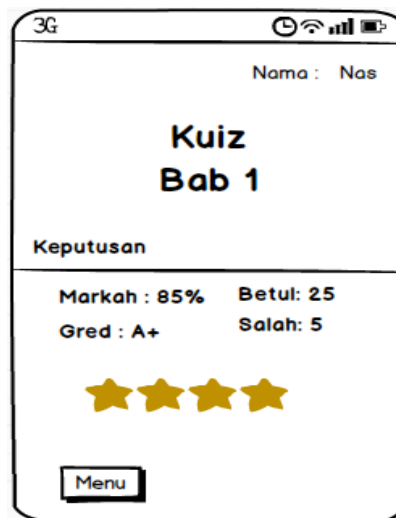 3G
Nama : Nas
Kuiz
Bab 1
Keputusan
Markah : 85% Betul: 25
Gred : A+ Salah: 5
Menu